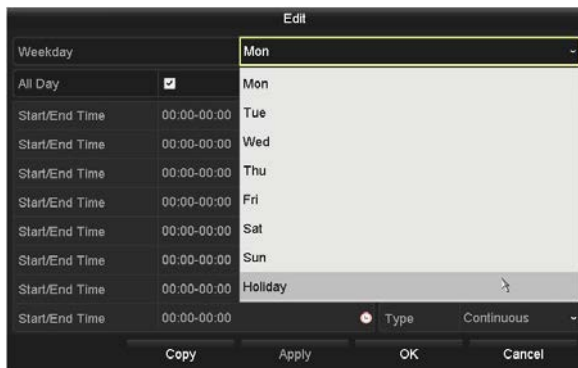 Edit
Weekday Mon
All Day Mon
Start/End Time 00:00-00:00 Tue
Start/End Time 00:00-00:00 Wed
Start/End Time 00:00-00:00 Thu
Start/End Time 00:00-00:00 Fri
Start/End Time 00:00-00:00 Sat
Start/End Time 00:00-00:00 Sun
Start/End Time 00:00-00:00 Holiday
Start/End Time 00:00-00:00 Type Continuous
Copy Apply OK Cancel